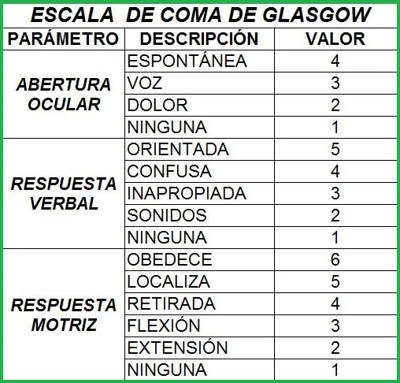 ESCALA DE COMA DE GLASGOW
PARÁMETRO DESCRIPCIÓN VALOR
ABERTURA OCULAR
ESPONTÁNEA 4
VOZ 3
DOLOR 2
NINGUNA 1
RESPUESTA VERBAL
ORIENTADA 5
CONFUSA 4
INAPROPIADA 3
SONIDOS 2
NINGUNA 1
RESPUESTA MOTRIZ
OBEDECE 6
LOCALIZA 5
RETIRADA 4
FLEXIÓN 3
EXTENSIÓN 2
NINGUNA 1